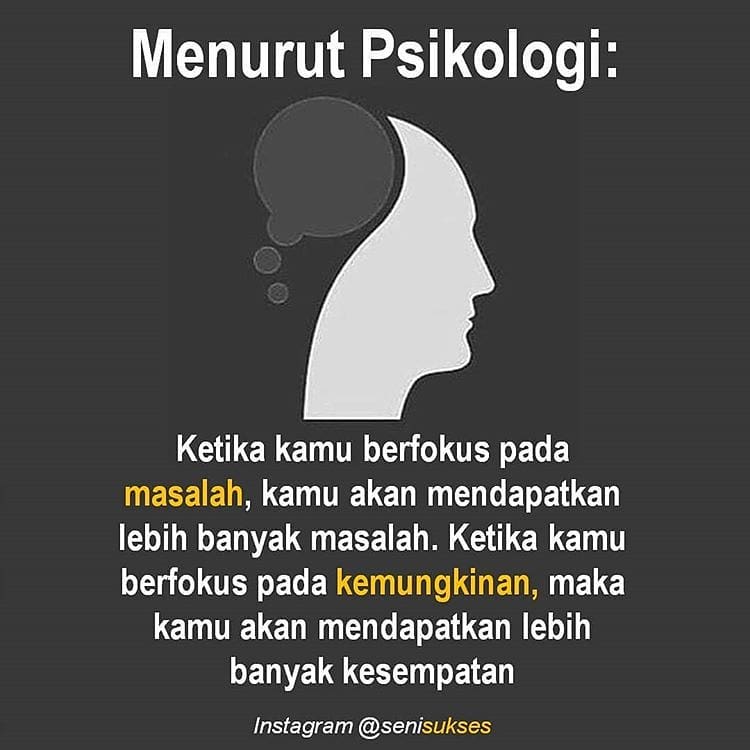 Menurut Psikologi:
Ketika kamu berfokus pada
masalah, kamu akan mendapatkan
lebih banyak masalah. Ketika kamu
berfokus pada kemungkinan, maka
kamu akan mendapatkan lebih
banyak kesempatan
Instagram @senisukses